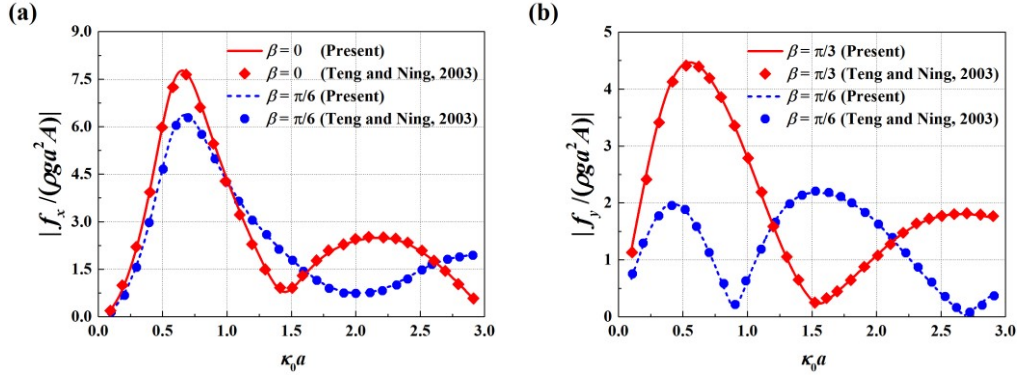 (a)
|f_x /(ρga²A)|
9.0
7.5
6.0
4.5
3.0
1.5
0.0
0.0 0.5 1.0 1.5 2.0 2.5 3.0
κ₀a
β = 0 (Present)
β = 0 (Teng and Ning, 2003)
β = π/6 (Present)
β = π/6 (Teng and Ning, 2003)
(b)
|f_y /(ρga²A)|
5
4
3
2
1
0
0.0 0.5 1.0 1.5 2.0 2.5 3.0
κ₀a
β = π/3 (Present)
β = π/3 (Teng and Ning, 2003)
β = π/6 (Present)
β = π/6 (Teng and Ning, 2003)